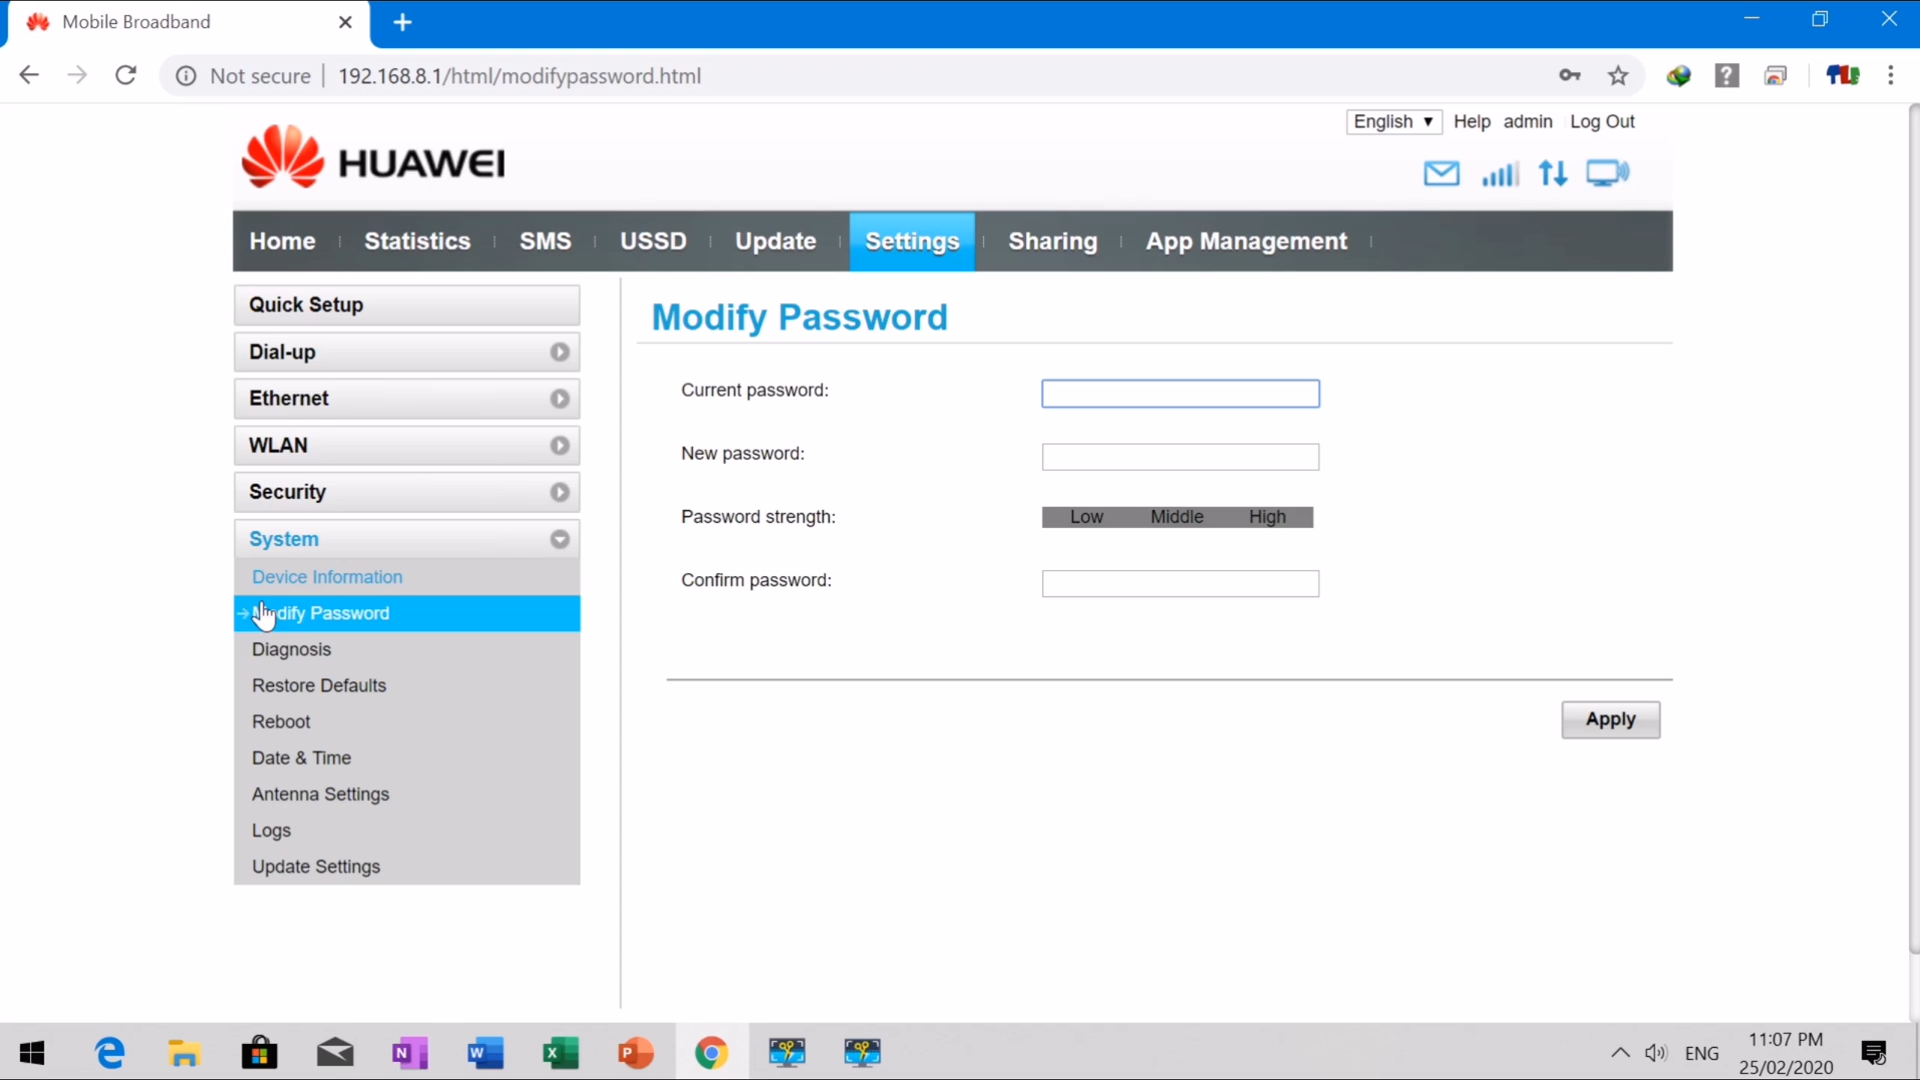 Mobile Broadband
Not secure
192.168.8.1/html/modifypassword.html
English ▼ Help admin Log Out
HUAWEI
Home Statistics SMS USSD Update Settings Sharing App Management
Quick Setup
Dial-up
Ethernet
WLAN
Security
System
Device Information
Modify Password
Diagnosis
Restore Defaults
Reboot
Date & Time
Antenna Settings
Logs
Update Settings
Modify Password
Current password:
New password:
Password strength: Low Middle High
Confirm password:
Apply
ENG
11:07 PM
25/02/2020